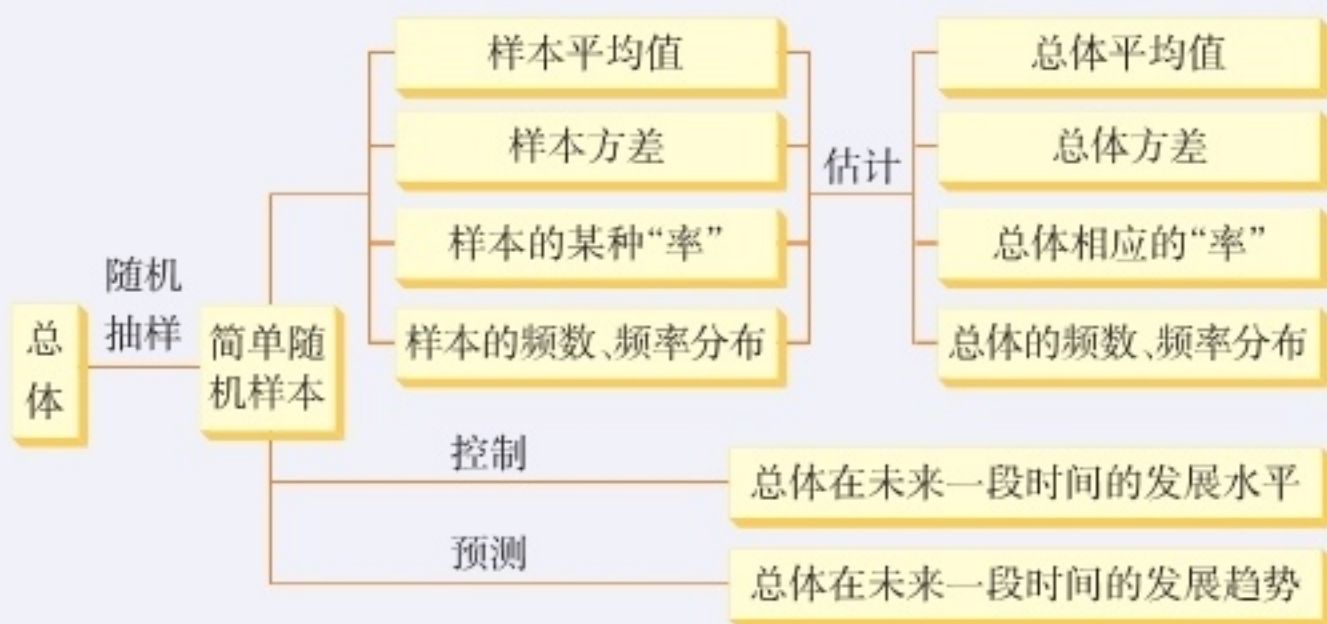 样本平均值
总体平均值
样本方差
总体方差
估计
样本的某种“率”
总体相应的“率”
随机
抽样
总
体
简单随
机样本
样本的频数、频率分布
总体的频数、频率分布
控制
总体在未来一段时间的发展水平
预测
总体在未来一段时间的发展趋势